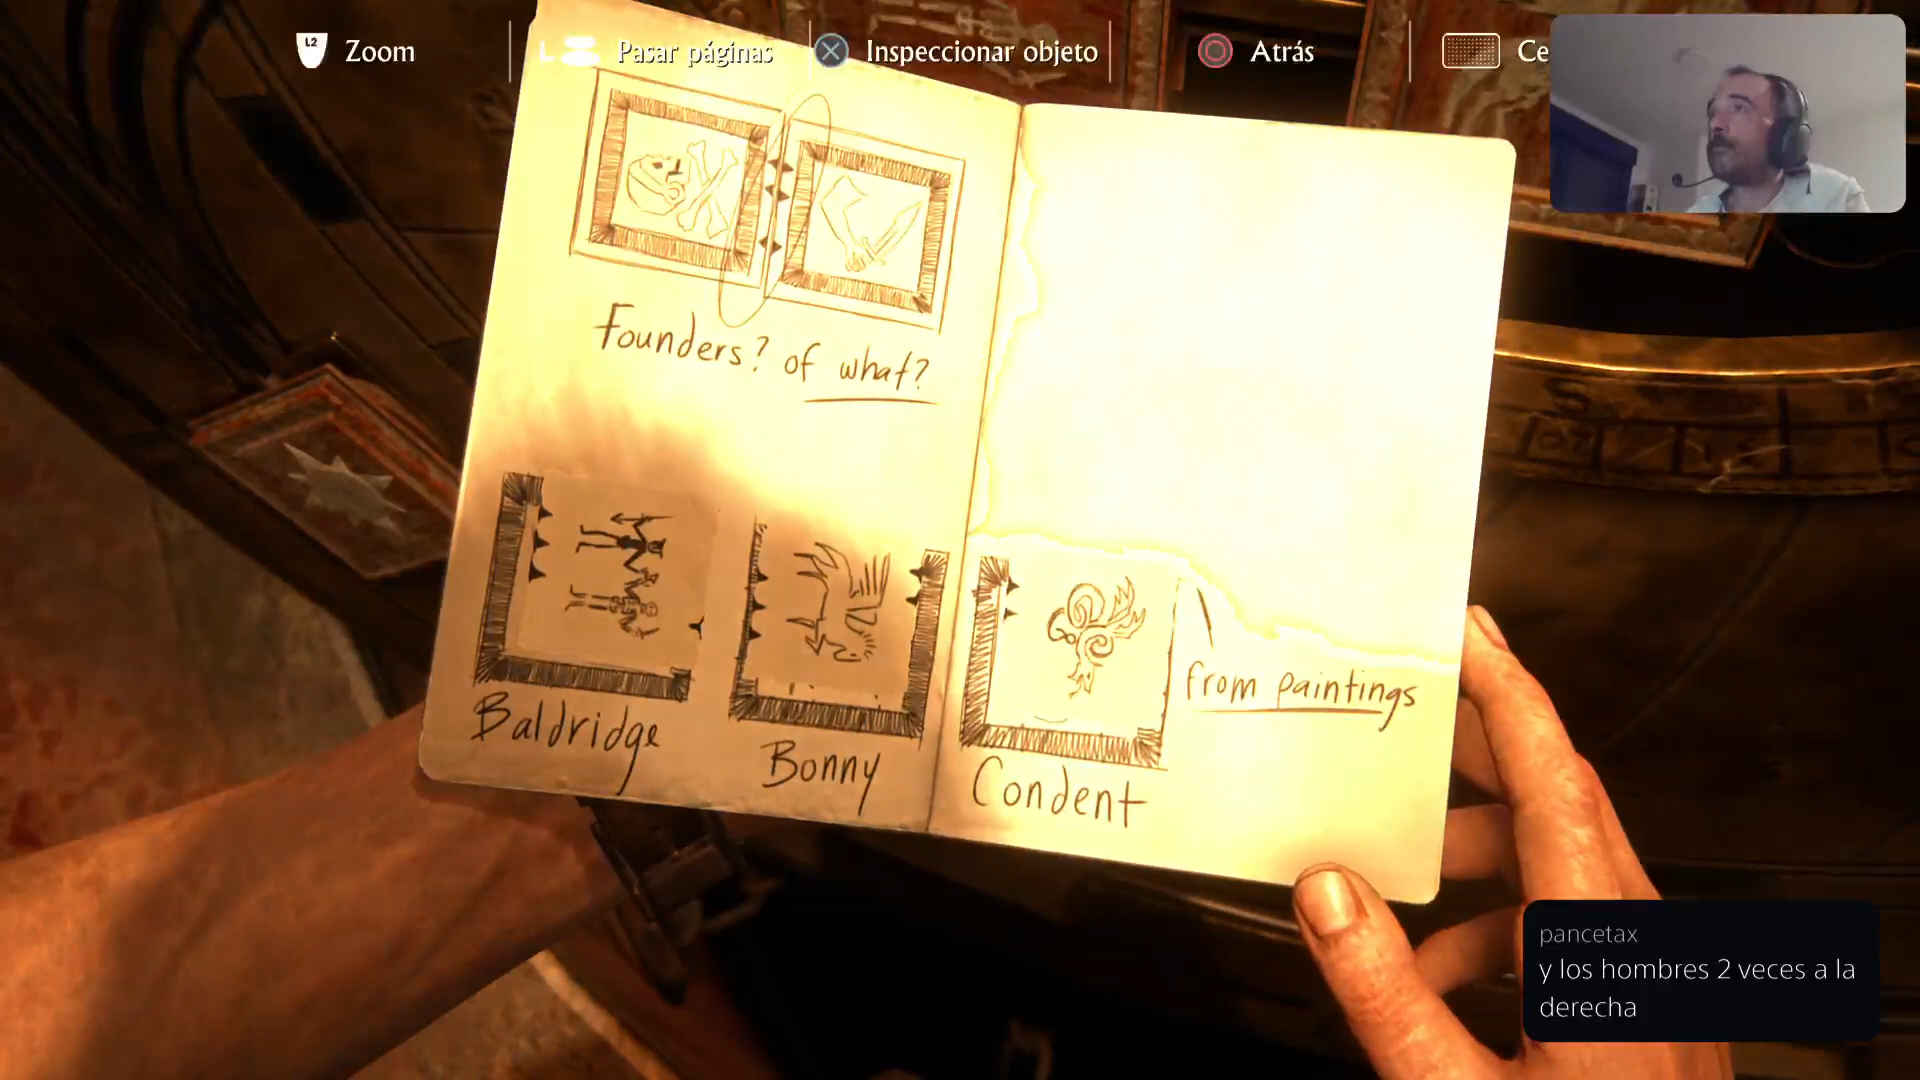 L2 Zoom
L Pasar páginas
Inspeccionar objeto
Atrás
Ce
Founders? of what?
Baldridge
Bonny
Condent
from paintings
pancetax
y los hombres 2 veces a la
derecha